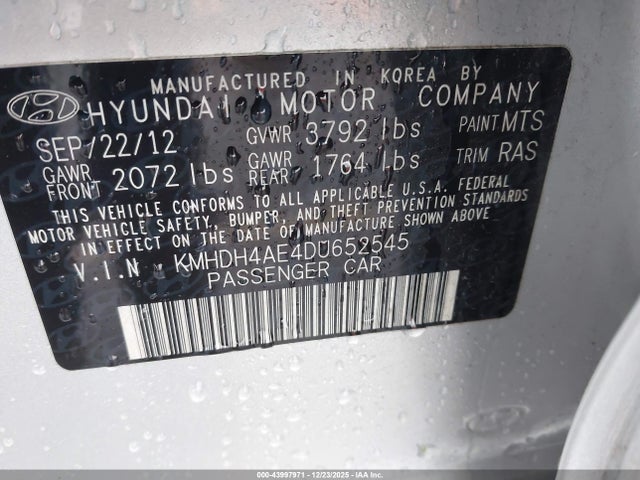 MANUFACTURED IN KOREA BY
HYUNDAI MOTOR COMPANY
SEP/22/12 GVWR 3792 lbs PAINT MTS
GAWR FRONT 2072 lbs GAWR REAR 1764 lbs TRIM RAS
THIS VEHICLE CONFORMS TO ALL APPLICABLE U.S.A. FEDERAL
MOTOR VEHICLE SAFETY, BUMPER, AND THEFT PREVENTION STANDARDS
IN EFFECT ON THE DATE OF MANUFACTURE SHOWN ABOVE.
V.I.N KMHDH4AE4DU652545
PASSENGER CAR
000-43997971 - 12/23/2025 - IAA Inc.